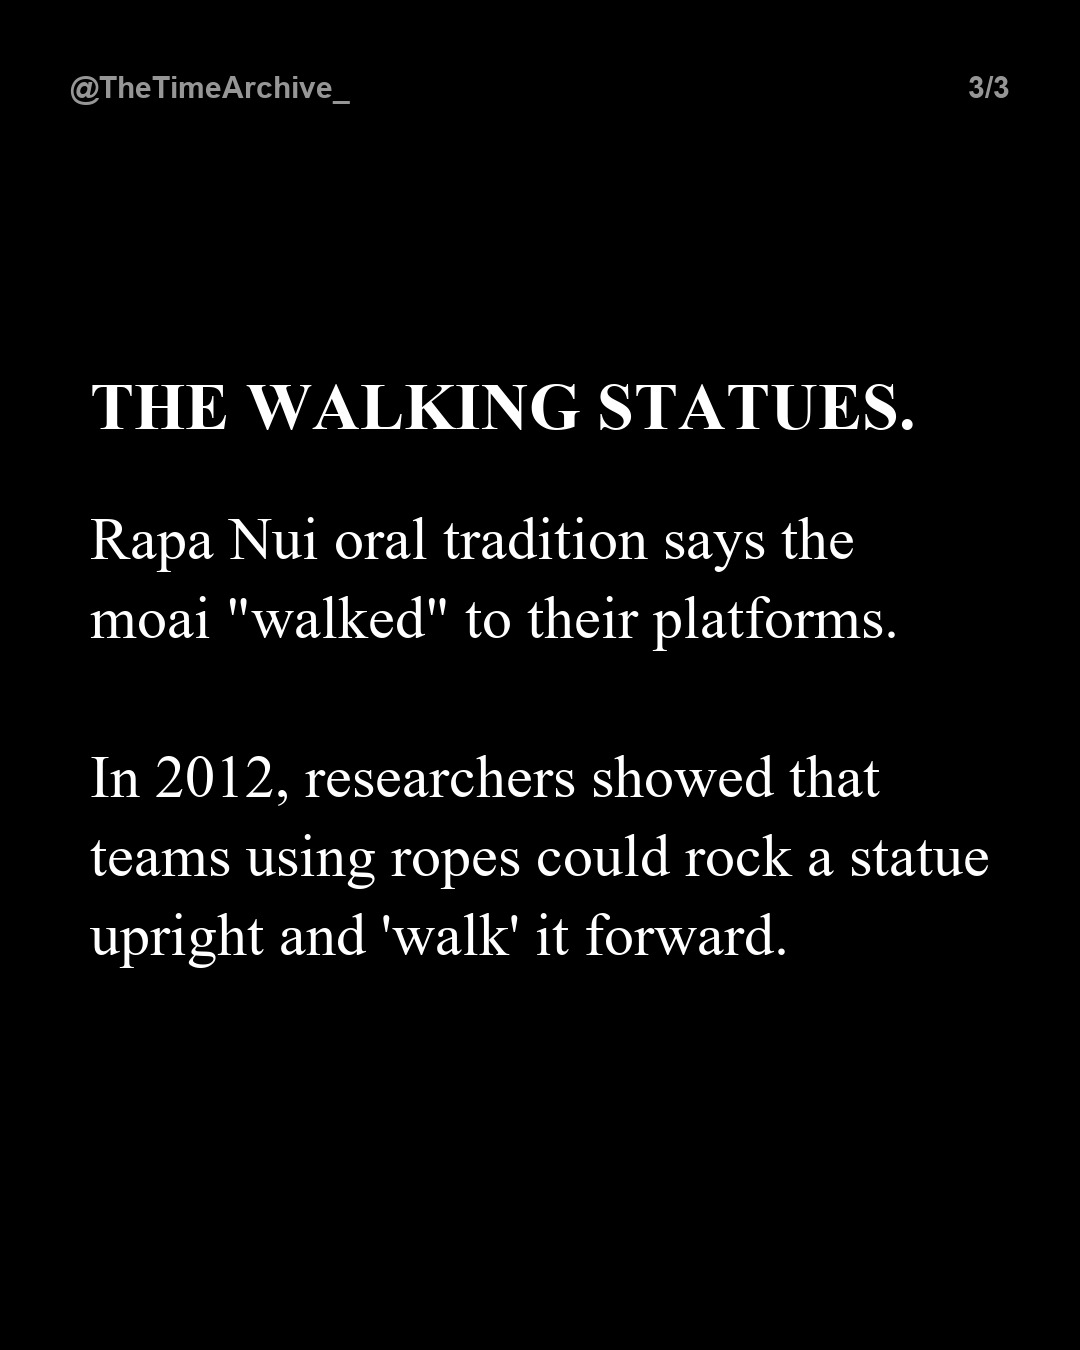 @TheTimeArchive_
3/3
THE WALKING STATUES.
Rapa Nui oral tradition says the
moai "walked" to their platforms.
In 2012, researchers showed that
teams using ropes could rock a statue
upright and 'walk' it forward.